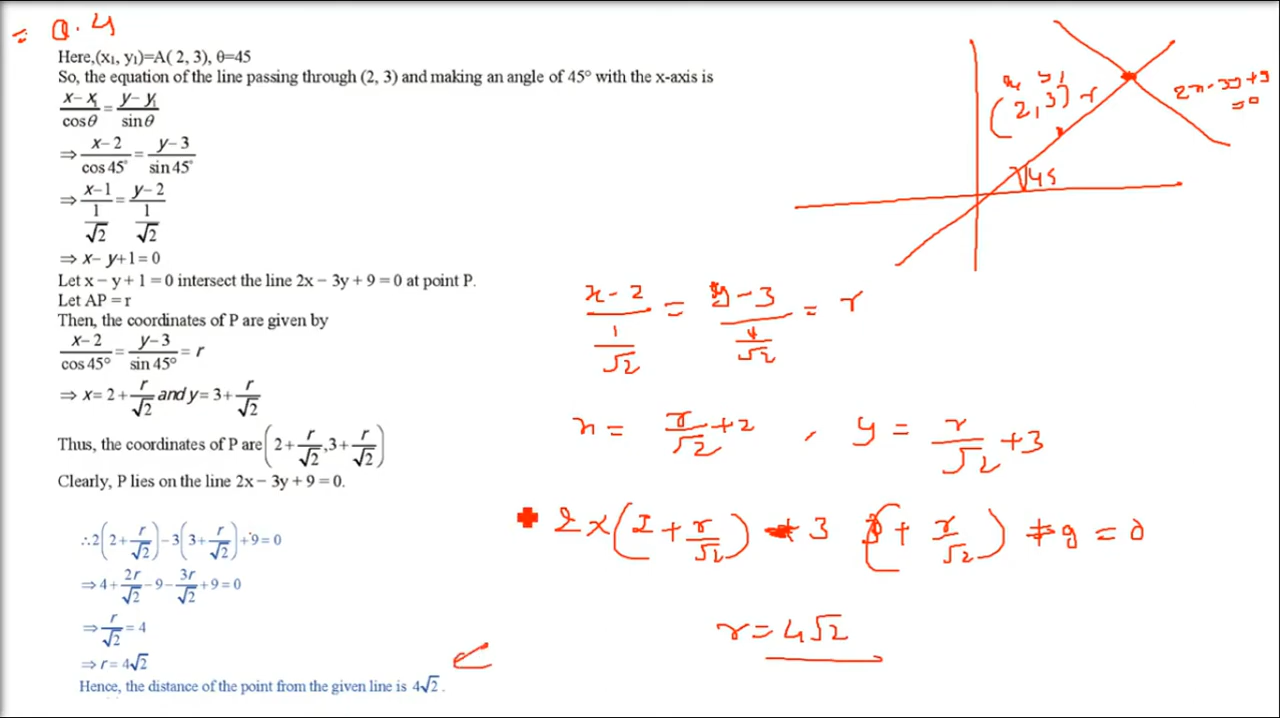 = Q.4
Here,(x₁, y₁)=A( 2, 3), θ=45
So, the equation of the line passing through (2, 3) and making an angle of 45° with the x-axis is
(x− x₁)/cosθ = (y− y₁)/sinθ
⇒ (x−2)/cos45° = (y−3)/sin45°
⇒ (x−1)/(1/√2) = (y−2)/(1/√2)
⇒ x− y+1=0
Let x − y + 1 = 0 intersect the line 2x − 3y + 9 = 0 at point P.
Let AP = r
Then, the coordinates of P are given by
(x−2)/cos45° = (y−3)/sin45° = r
⇒ x= 2+ r/√2 and y= 3+ r/√2
Thus, the coordinates of P are (2+ r/√2, 3+ r/√2)
Clearly, P lies on the line 2x − 3y + 9 = 0.
∴2(2+ r/√2) −3(3+ r/√2) +9=0
⇒4+ 2r/√2 −9− 3r/√2 +9=0
⇒ r/√2 =4
⇒ r=4√2
Hence, the distance of the point from the given line is 4√2 .
x₁ y₁
(2,3) r
2x-3y+9
=0
45
(x-2)/(1/√2) = (y-3)/(1/√2) = r
x = r/√2 +2 , y = r/√2 +3
2×(2+ r/√2) - 3 (3+ r/√2) +9 = 0
r=4√2